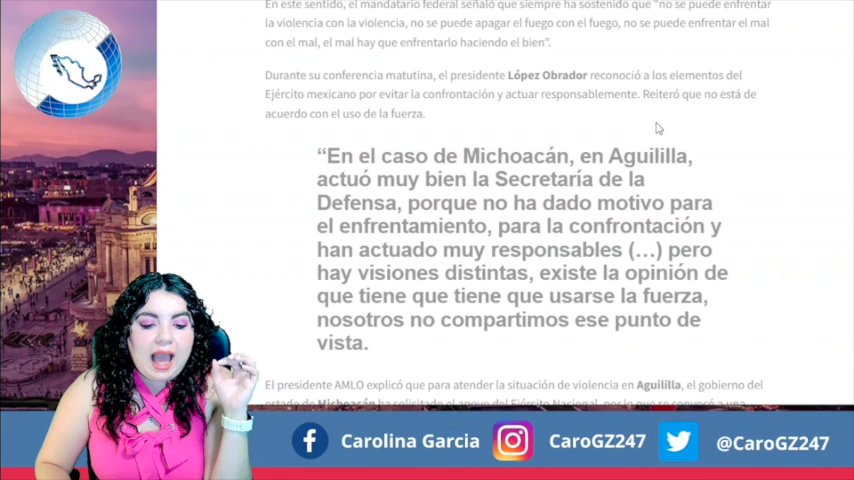 En este sentido, el mandatario federal señaló que siempre ha sostenido que “no se puede enfrentar
la violencia con la violencia, no se puede apagar el fuego con el fuego, no se puede enfrentar el mal
con el mal, el mal hay que enfrentarlo haciendo el bien”.
Durante su conferencia matutina, el presidente López Obrador reconoció a los elementos del
Ejército mexicano por evitar la confrontación y actuar responsablemente. Reiteró que no está de
acuerdo con el uso de la fuerza.
“En el caso de Michoacán, en Aguililla,
actuó muy bien la Secretaría de la
Defensa, porque no ha dado motivo para
el enfrentamiento, para la confrontación y
han actuado muy responsables (…) pero
hay visiones distintas, existe la opinión de
que tiene que tiene que usarse la fuerza,
nosotros no compartimos ese punto de
vista.
El presidente AMLO explicó que para atender la situación de violencia en Aguililla, el gobierno del
estado de Michoacán ha solicitado el apoyo del Ejército Nacional, por lo que se convocó a una
Carolina Garcia
CaroGZ247
@CaroGZ247